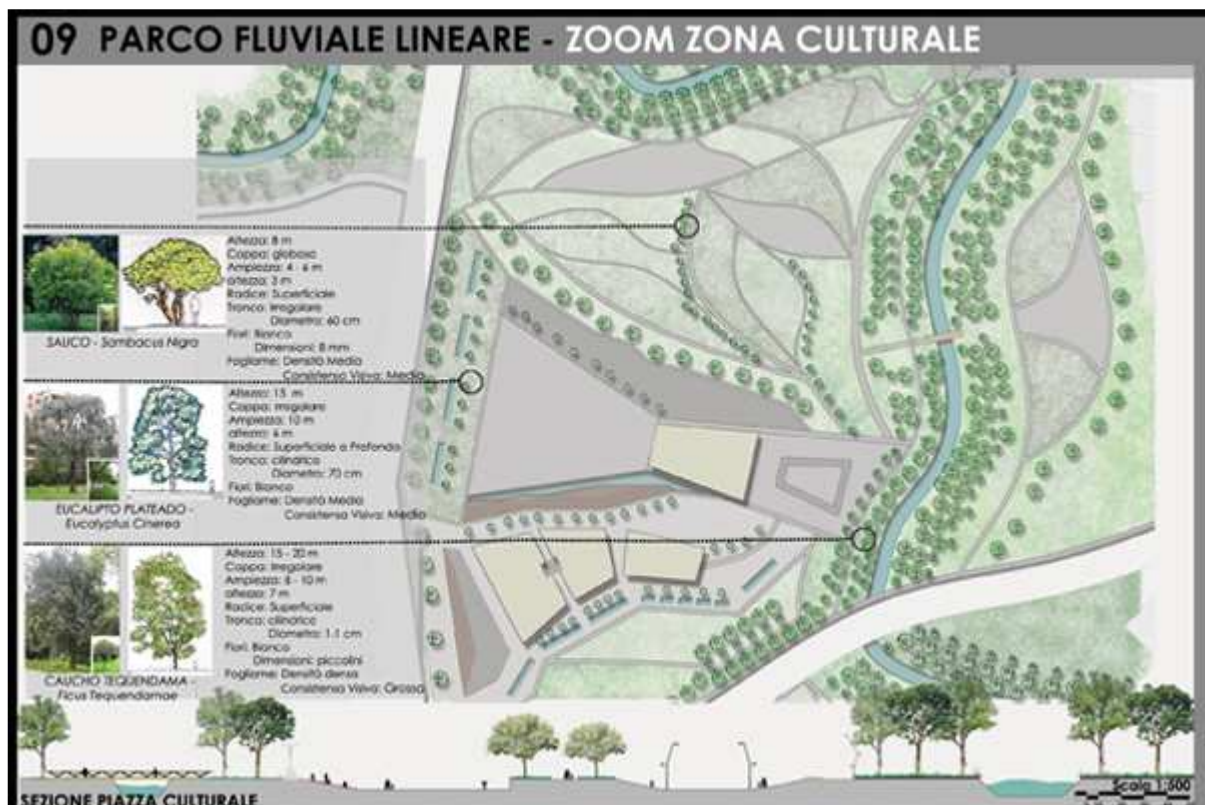 09 PARCO FLUVIALE LINEARE - ZOOM ZONA CULTURALE
Altezza: 8 m
Coppa: globosa
Ampiezza: 4 - 6 m
altezza: 3 m
Radice: Superficiale
Tronco: Irregolare
Diametro: 60 cm
Fiori: Bianco
Dimensioni: 8 mm
Fogliame: Densità Media
Consistensa Visiva: Media
SAUCO - Sambacus Nigra
Altezza: 15 m
Coppa: Irregolare
Ampiezza: 10 m
altezza: 6 m
Radice: Superficiale a Profonda
Tronco: cilindrico
Diametro: 70 cm
Fiori: Bianco
Fogliame: Densità Media
Consistensa Visiva: Media
EUCALIPTO PLATEADO -
Eucalyptus Cinerea
Altezza: 15 - 20 m
Coppa: Irregolare
Ampiezza: 8 - 10 m
altezza: 7 m
Radice: Superficiale
Tronco: cilindrico
Diametro: 1.1 cm
Fiori: Bianco
Dimensioni: piccolini
Fogliame: Densità densa
Consistensa Visiva: Grossa
CAUCHO TEQUENDAMA -
Ficus Tequendamae
SEZIONE PIAZZA CULTURALE
Scala 1:500